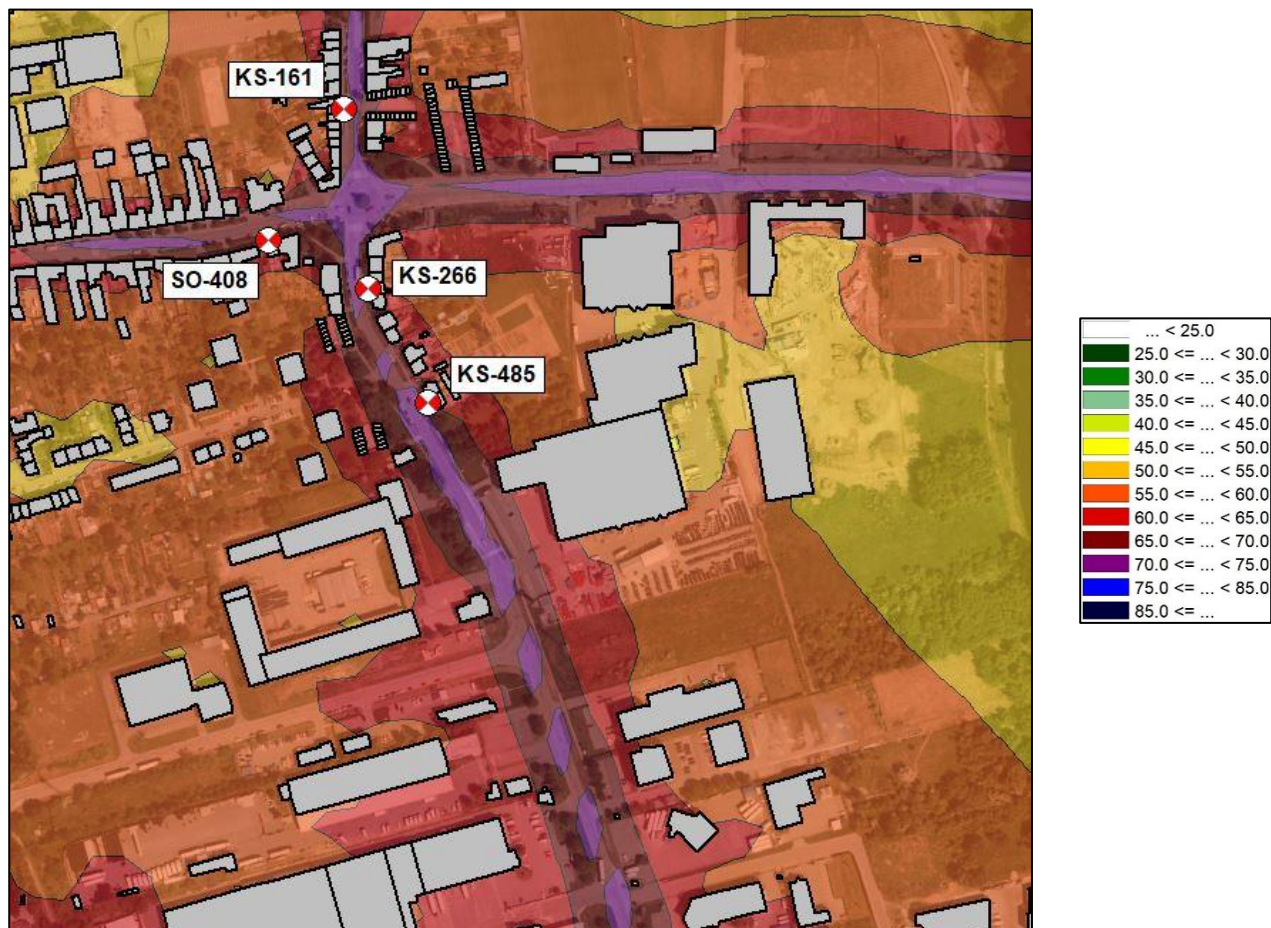 KS-161
SO-408
KS-266
KS-485
... < 25.0
25.0 <= ... < 30.0
30.0 <= ... < 35.0
35.0 <= ... < 40.0
40.0 <= ... < 45.0
45.0 <= ... < 50.0
50.0 <= ... < 55.0
55.0 <= ... < 60.0
60.0 <= ... < 65.0
65.0 <= ... < 70.0
70.0 <= ... < 75.0
75.0 <= ... < 85.0
85.0 <= ...